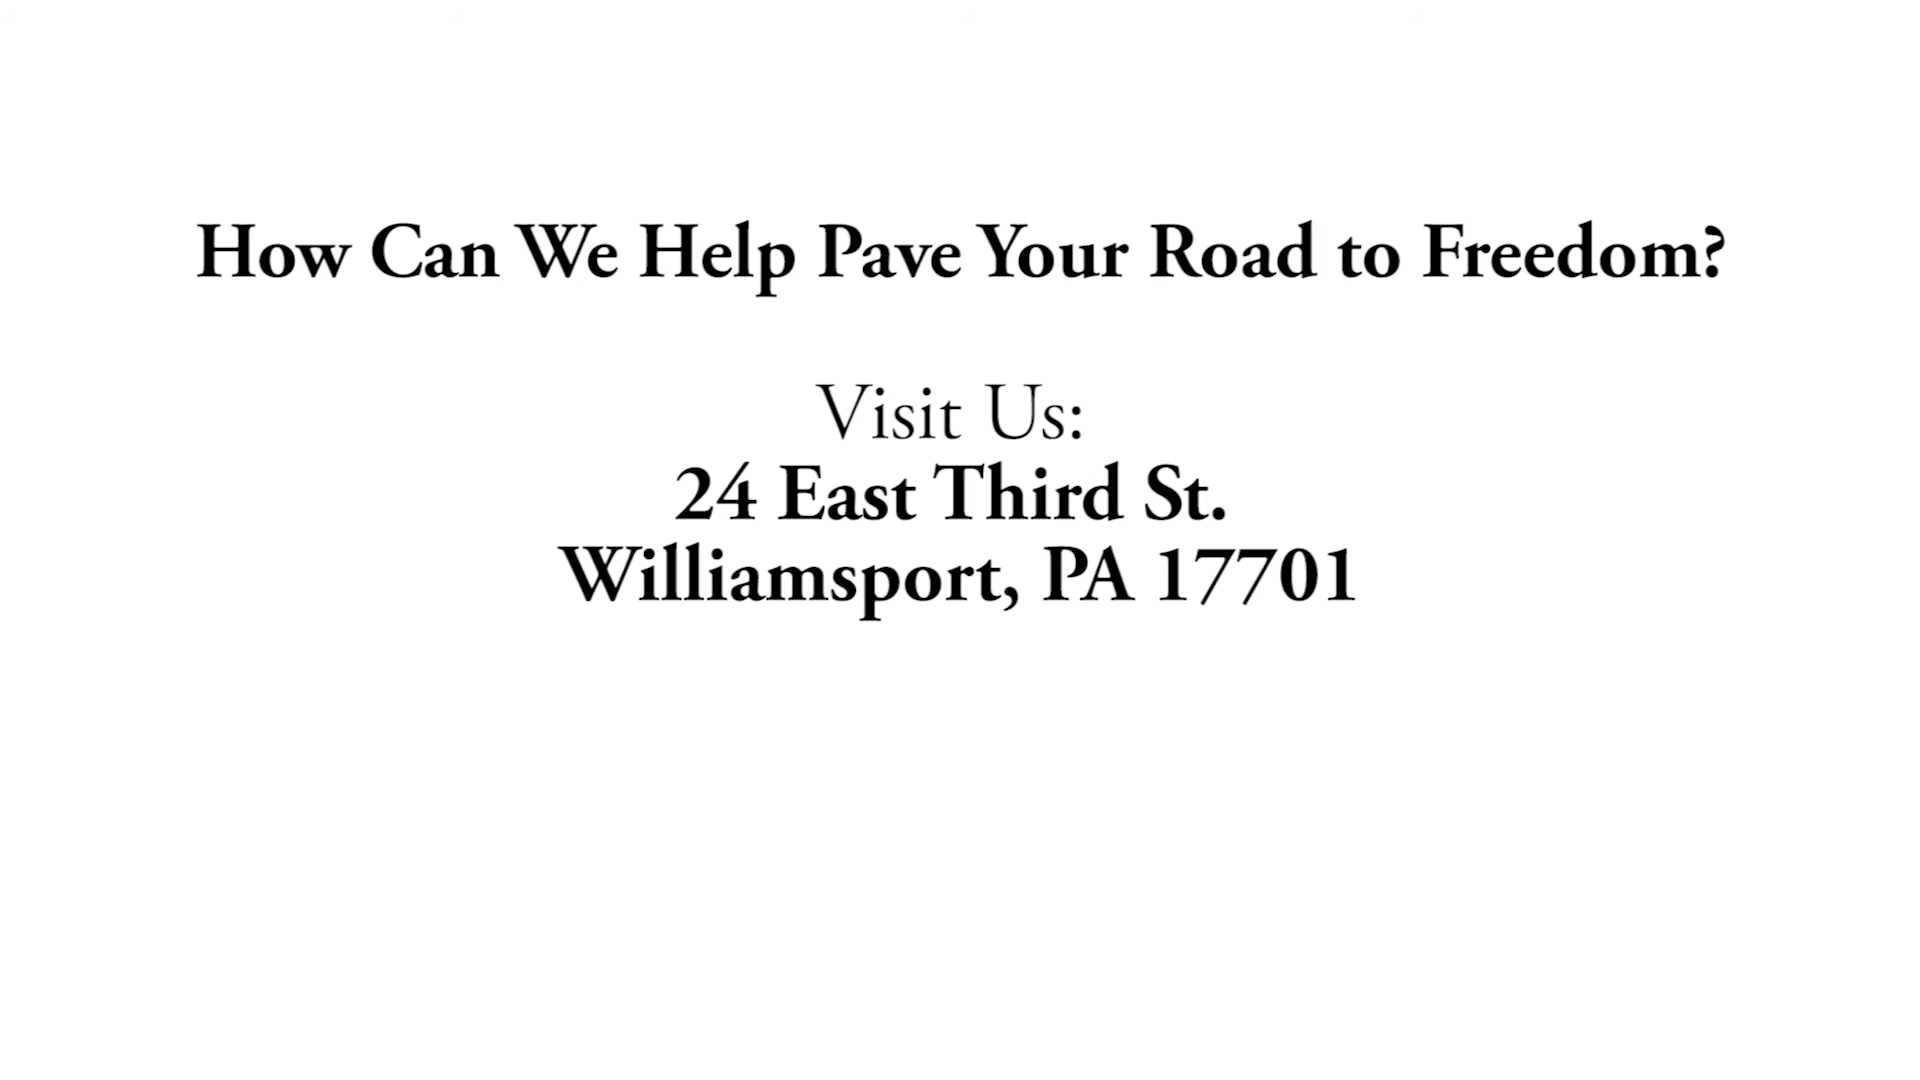 How Can We Help Pave Your Road to Freedom?
Visit Us:
24 East Third St.
Williamsport, PA 17701